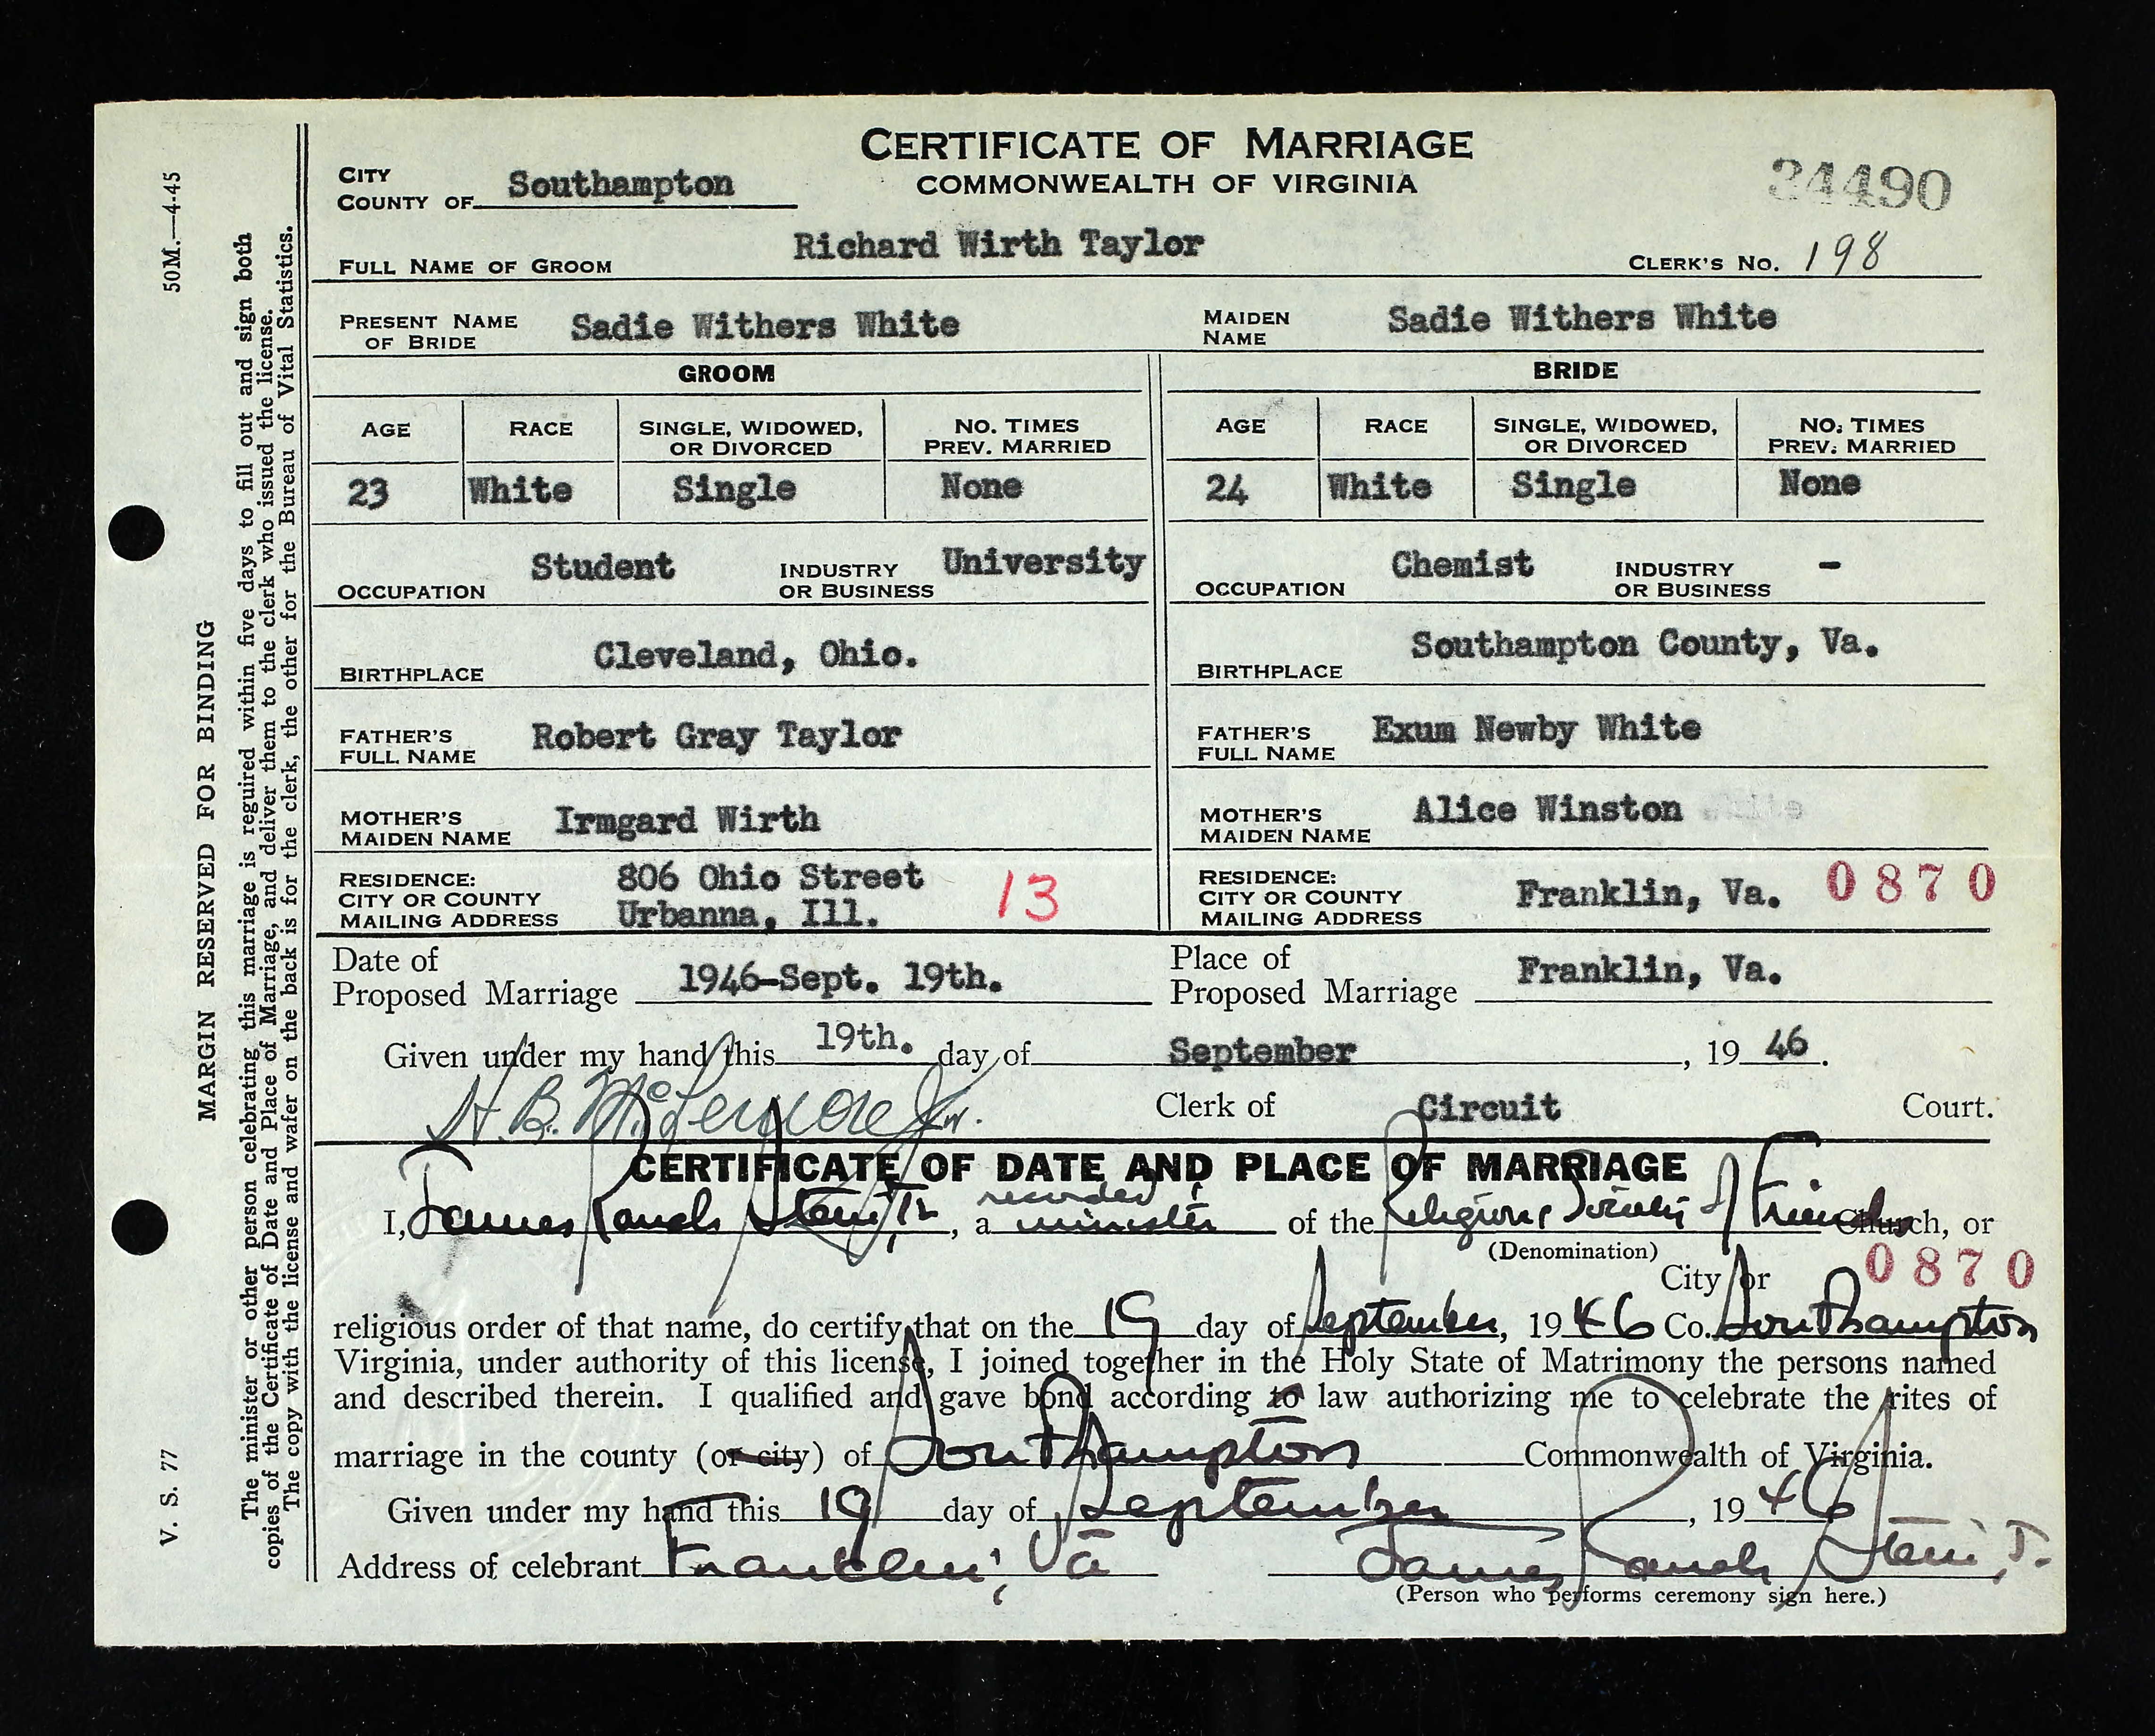 CERTIFICATE OF MARRIAGE
COMMONWEALTH OF VIRGINIA
CITY
COUNTY OF Southampton
34490
FULL NAME OF GROOM Richard Wirth Taylor CLERK'S NO. 198
PRESENT NAME OF BRIDE Sadie Withers White MAIDEN NAME Sadie Withers White
GROOM BRIDE
AGE RACE SINGLE, WIDOWED, OR DIVORCED NO. TIMES PREV. MARRIED AGE RACE SINGLE, WIDOWED, OR DIVORCED NO. TIMES PREV. MARRIED
23 White Single None 24 White Single None
OCCUPATION Student INDUSTRY OR BUSINESS University OCCUPATION Chemist INDUSTRY OR BUSINESS -
BIRTHPLACE Cleveland, Ohio. BIRTHPLACE Southampton County, Va.
FATHER'S FULL NAME Robert Gray Taylor FATHER'S FULL NAME Exum Newby White
MOTHER'S MAIDEN NAME Irmgard Wirth MOTHER'S MAIDEN NAME Alice Winston
RESIDENCE: CITY OR COUNTY MAILING ADDRESS 806 Ohio Street Urbanna, Ill. 13 RESIDENCE: CITY OR COUNTY MAILING ADDRESS Franklin, Va. 0870
Date of Proposed Marriage 1946-Sept. 19th. Place of Proposed Marriage Franklin, Va.
Given under my hand this 19th. day of September, 19 46.
H. B. McLemore Jr. Clerk of Circuit Court.
CERTIFICATE OF DATE AND PLACE OF MARRIAGE
I, James Jr., a recorded minister of the Religious Society of Friends Church, or
(Denomination)
City or 0870
religious order of that name, do certify that on the 19 day of September, 19 46 Co. Southampton
Virginia, under authority of this license, I joined together in the Holy State of Matrimony the persons named
and described therein. I qualified and gave bond according to law authorizing me to celebrate the rites of
marriage in the county (or city) of Southampton Commonwealth of Virginia.
Given under my hand this 19 day of September, 19 46
Address of celebrant Franklin, Va James
(Person who performs ceremony sign here.)
50M.—4-45
V. S. 77
MARGIN RESERVED FOR BINDING
The minister or other person celebrating this marriage is required within five days to fill out and sign both
copies of the Certificate of Date and Place of Marriage, and deliver them to the clerk who issued the license.
The copy with the license and wafer on the back is for the clerk, the other for the Bureau of Vital Statistics.